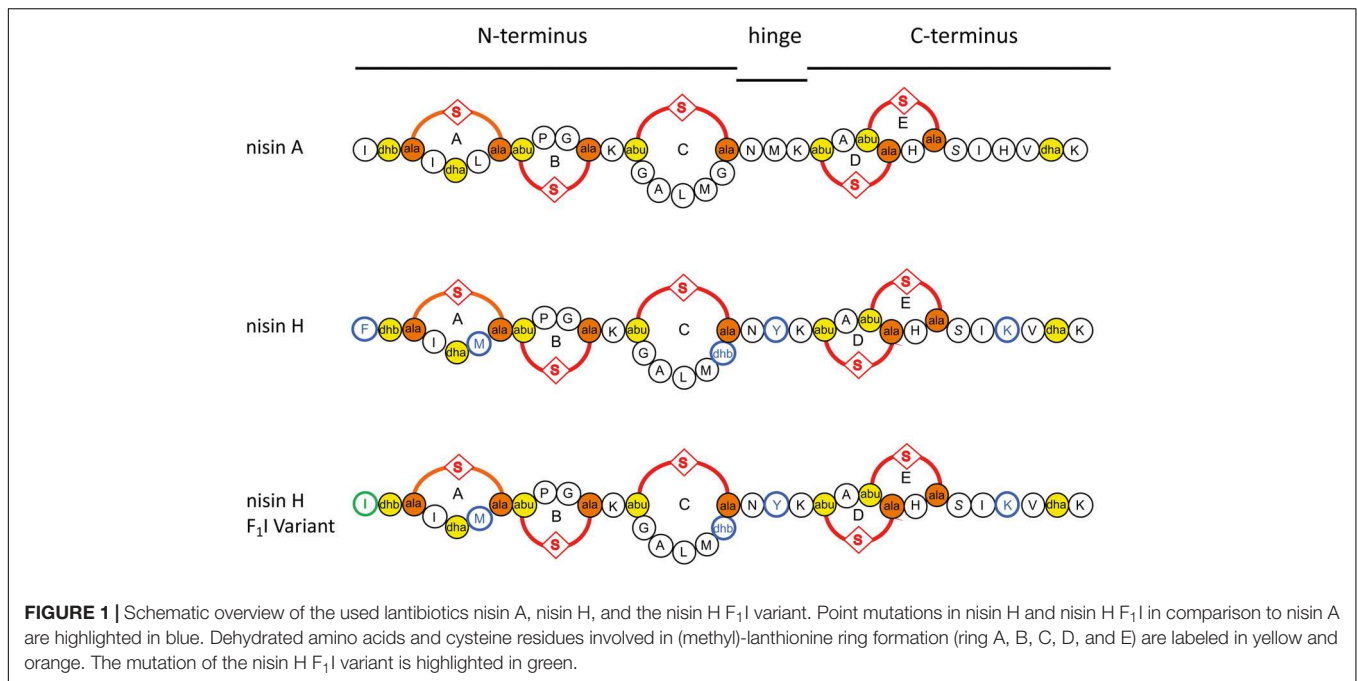 N-terminus hinge C-terminus
nisin A
S S S
A E
I dhb ala I dha L ala abu P G ala K abu G A L M G ala N M K abu A abu ala H ala S I H V dha K
B C D
S S
nisin H
S S S
A E
F dhb ala I dha M ala abu P G ala K abu G A L M dhb ala N Y K abu A abu ala H ala S I K V dha K
B C D
S S
nisin H
F1I Variant
S S S
A E
I dhb ala I dha M ala abu P G ala K abu G A L M dhb ala N Y K abu A abu ala H ala S I K V dha K
B C D
S S
FIGURE 1 | Schematic overview of the used lantibiotics nisin A, nisin H, and the nisin H F1I variant. Point mutations in nisin H and nisin H F1I in comparison to nisin A
are highlighted in blue. Dehydrated amino acids and cysteine residues involved in (methyl)-lanthionine ring formation (ring A, B, C, D, and E) are labeled in yellow and
orange. The mutation of the nisin H F1I variant is highlighted in green.